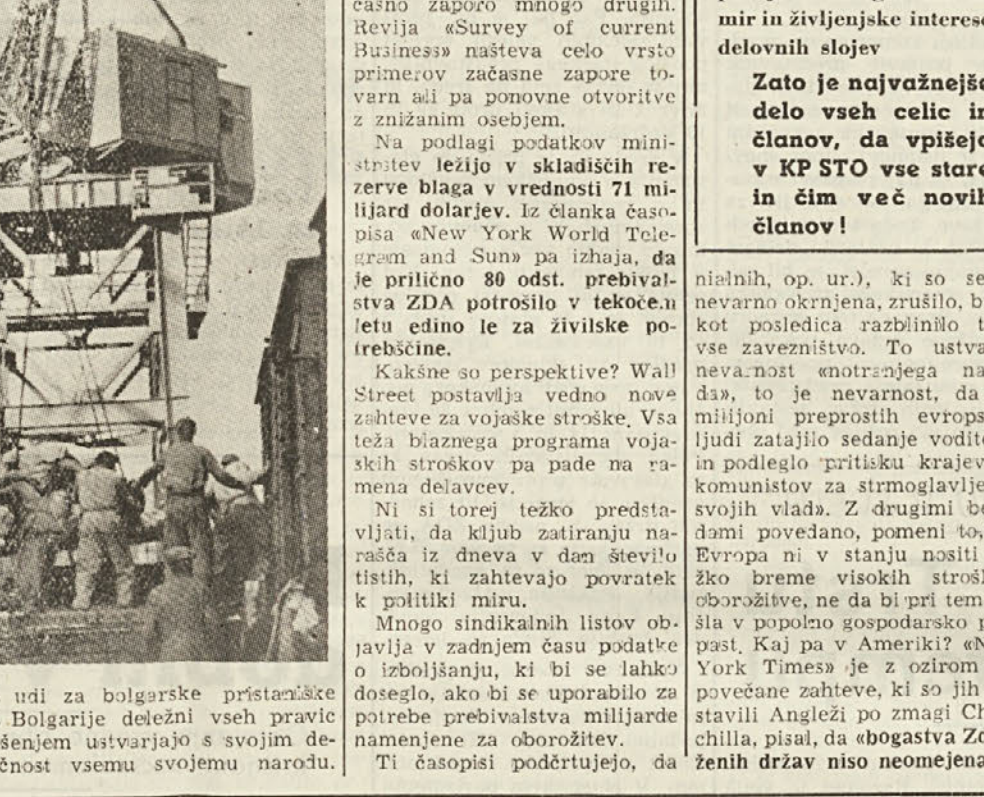 udi za bolgarske pristaniške
Bolgarije deležni vseh pravic
šenjem ustvarjajo s svojim de-
čnost vsemu svojemu narodu.
časno zaporo mnogo drugih.
Revija «Survey of current
Business» našteva celo vrsto
primerov začasne zapore to-
varn ali pa ponovne otvoritve
z znižanim osebjem.
Na podlagi podatkov mini-
strstev ležijo v skladiščih re-
zerve blaga v vrednosti 71 mi-
lijard dolarjev. Iz članka časo-
pisa «New York World Tele-
gram and Sun» pa izhaja, da
je prilično 80 odst. prebival-
stva ZDA potrošilo v tekočem
letu edino le za živilske po-
trebščine.
Kakšne so perspektive? Wall
Street postavlja vedno nove
zahteve za vojaške stroške. Vsa
teža blaznega programa voja-
ških stroškov pa pade na ra-
mena delavcev.
Ni si torej težko predsta-
vljati, da kljub zatiranju na-
rašča iz dneva v dan število
tistih, ki zahtevajo povratek
k politiki miru.
Mnogo sindikalnih listov ob-
javlja v zadnjem času podatke
o izboljšanju, ki bi se lahko
doseglo, ako bi se uporabilo za
potrebe prebivalstva milijarde
namenjene za oborožitev.
Ti časopisi podčrtujejo, da
mir in življenjske interese
delovnih slojev
Zato je najvažnejše
delo vseh celic in
članov, da vpišejo
v KP STO vse stare
in čim več novih
članov!
nialnih, op. ur.), ki so se
nevarno okrnjena, zrušilo, b
kot posledica razblinilo t
vse zavezništvo. To ustva
nevarnost «notranjega na
da», to je nevarnost, da
milijoni preprostih evrops
ljudi zatajilo sedanje vodite
in podleglo pritisku krajev
komunistov za strmoglavlje
svojih vlad». Z drugimi be
dami povedano, pomeni to,
Evropa ni v stanju nositi
žko breme visokih stroš
oborožitve, ne da bi pri tem
šla v popolno gospodarsko p
past. Kaj pa v Ameriki? «N
York Times» je z ozirom
povečane zahteve, ki so jih
stavili Angleži po zmagi Ch
chilla, pisal, da «bogastva Zd
ženih držav niso neomejena